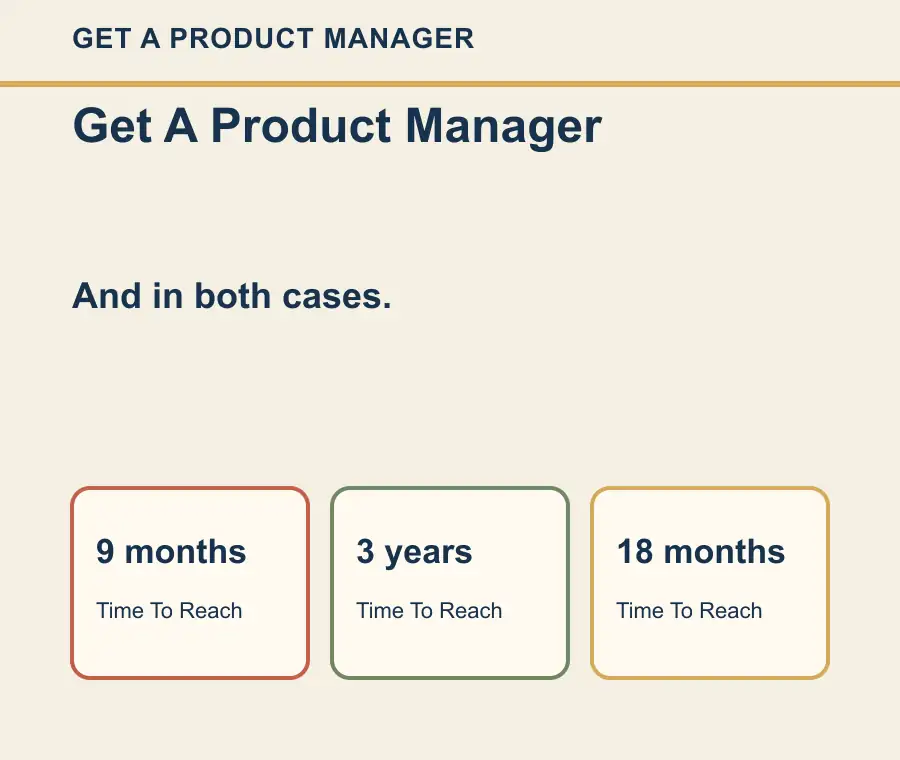 GET A PRODUCT MANAGER
Get A Product Manager
And in both cases.
9 months
Time To Reach
3 years
Time To Reach
18 months
Time To Reach